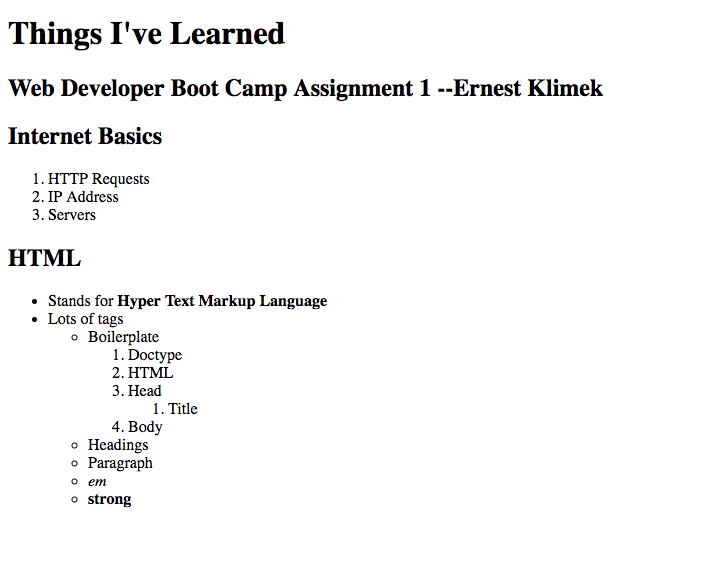 Things I've Learned
Web Developer Boot Camp Assignment 1 --Ernest Klimek
Internet Basics
1. HTTP Requests
2. IP Address
3. Servers
HTML
• Stands for Hyper Text Markup Language
• Lots of tags
◦ Boilerplate
1. Doctype
2. HTML
3. Head
1. Title
4. Body
◦ Headings
◦ Paragraph
◦ em
◦ strong